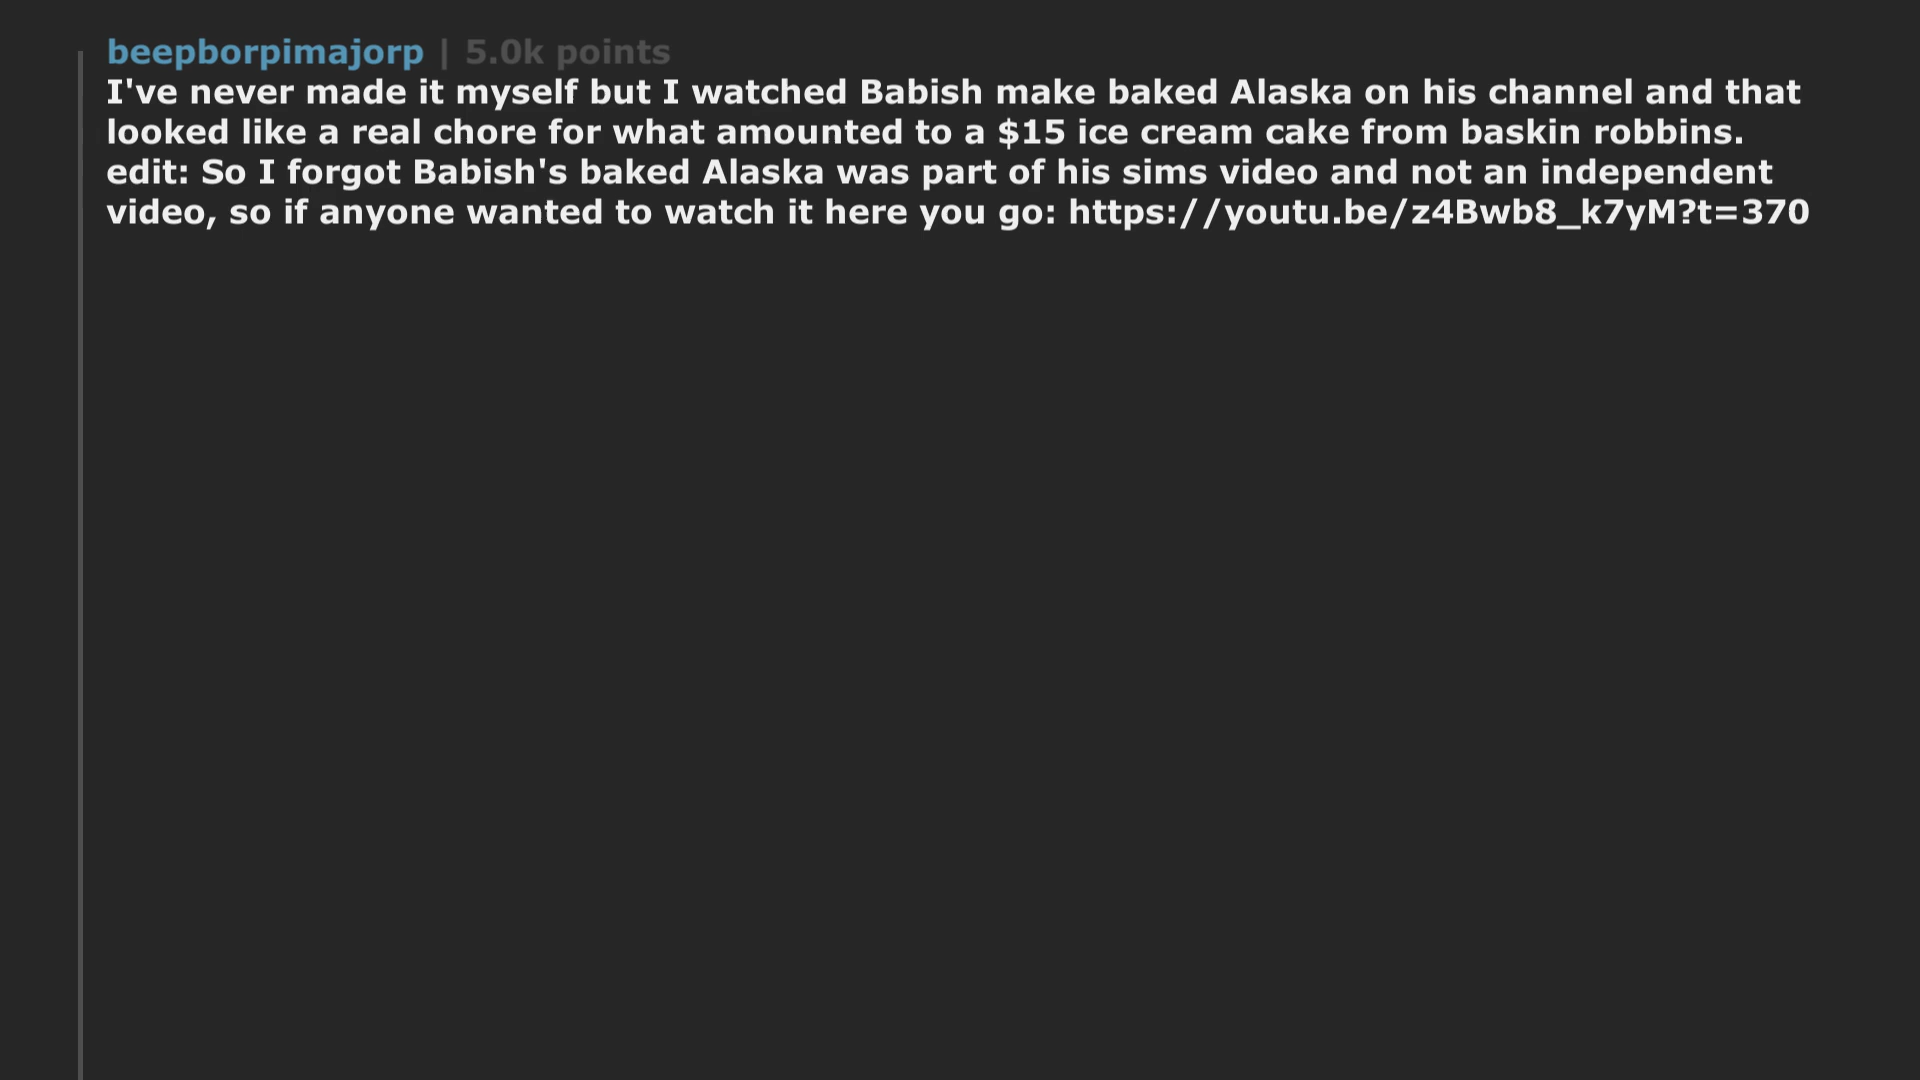 beepborpimajorp | 5.0k points
I've never made it myself but I watched Babish make baked Alaska on his channel and that
looked like a real chore for what amounted to a $15 ice cream cake from baskin robbins.
edit: So I forgot Babish's baked Alaska was part of his sims video and not an independent
video, so if anyone wanted to watch it here you go: https://youtu.be/z4Bwb8_k7yM?t=370